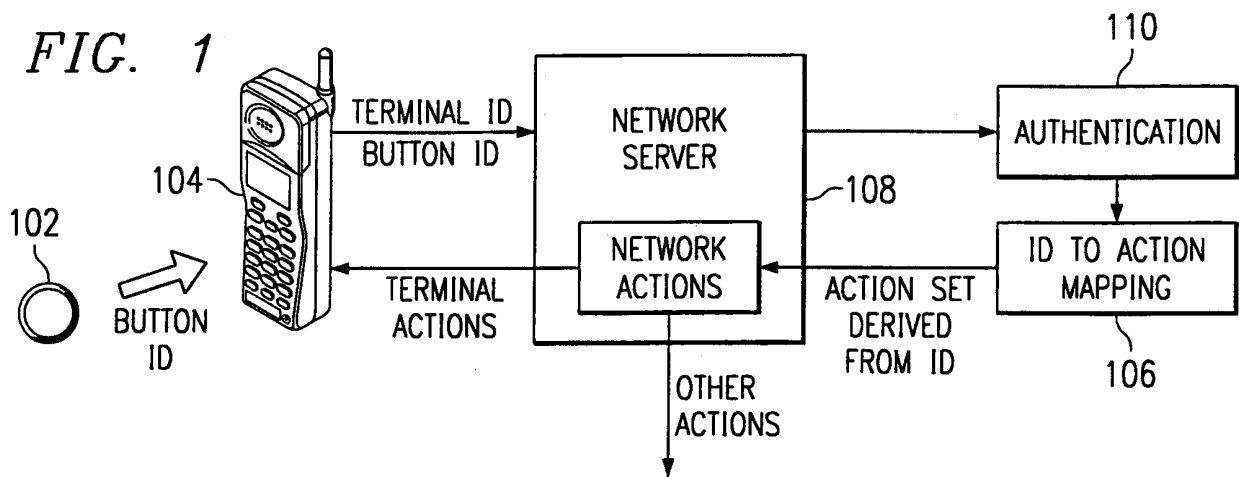 FIG. 1
110
TERMINAL ID
BUTTON ID
NETWORK
SERVER
AUTHENTICATION
104
108
102
BUTTON
ID
TERMINAL
ACTIONS
NETWORK
ACTIONS
ACTION SET
DERIVED
FROM ID
ID TO ACTION
MAPPING
106
OTHER
ACTIONS